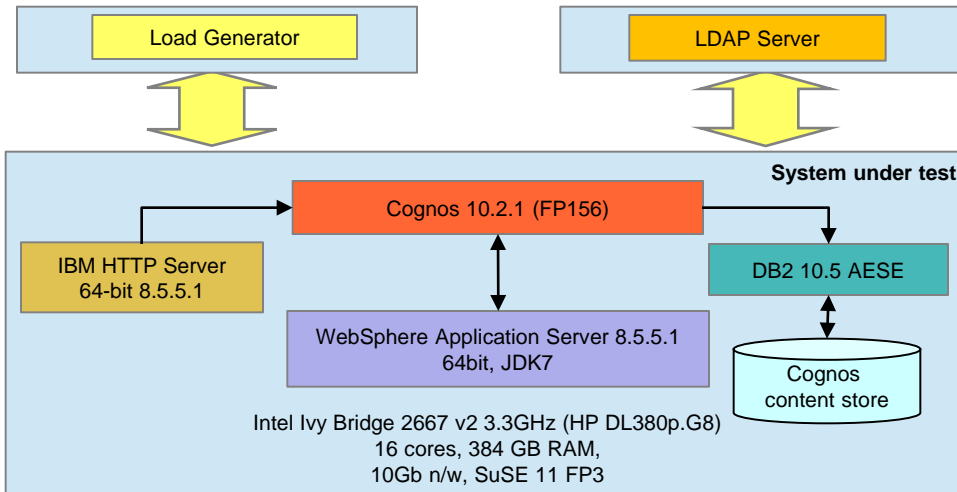 Load Generator
LDAP Server
System under test
Cognos 10.2.1 (FP156)
IBM HTTP Server
64-bit 8.5.5.1
DB2 10.5 AESE
WebSphere Application Server 8.5.5.1
64bit, JDK7
Cognos
content store
Intel Ivy Bridge 2667 v2 3.3GHz (HP DL380p.G8)
16 cores, 384 GB RAM,
10Gb n/w, SuSE 11 FP3